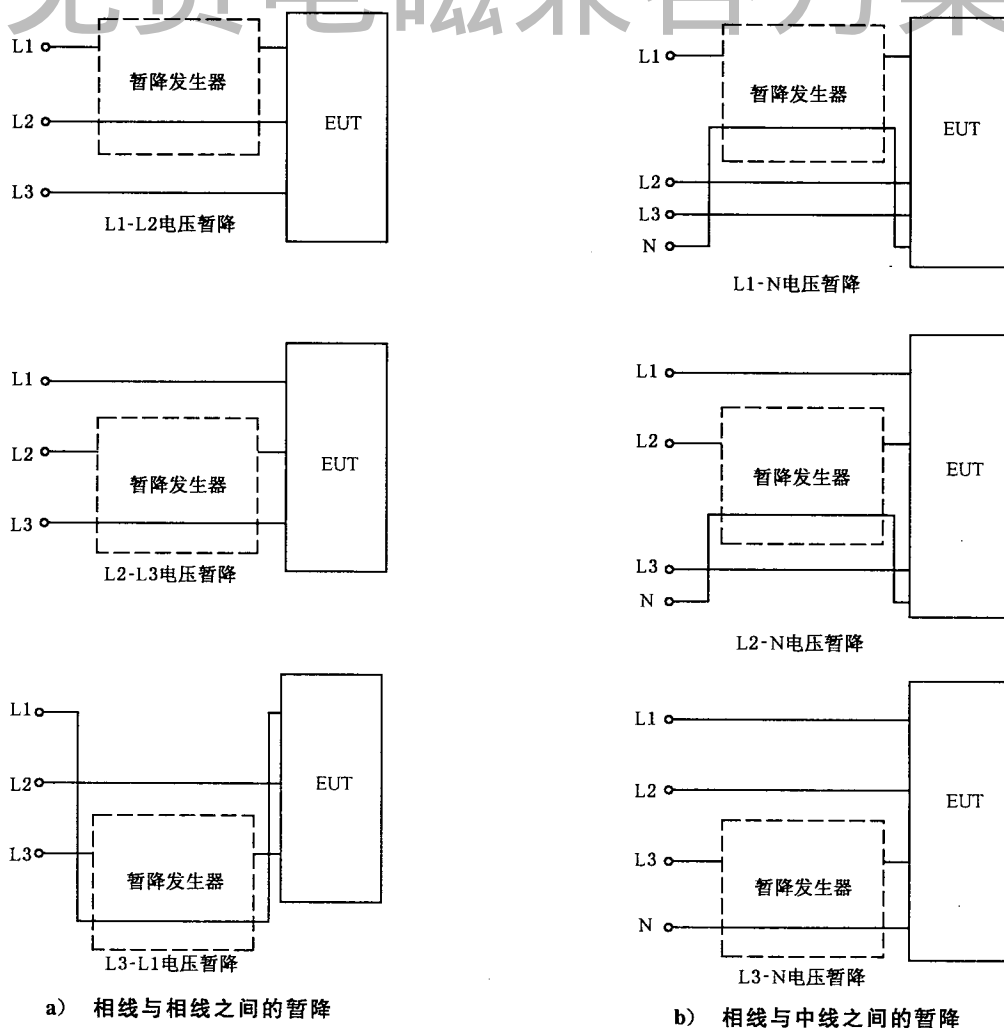 L1
暂降发生器
L2
EUT
L3
L1-L2电压暂降
L1
L2
暂降发生器
EUT
L3
L2-L3电压暂降
L1
L2
EUT
L3
暂降发生器
L3-L1电压暂降
a) 相线与相线之间的暂降
L1
暂降发生器
EUT
L2
L3
N
L1-N电压暂降
L1
L2
暂降发生器
EUT
L3
N
L2-N电压暂降
L1
L2
EUT
L3
暂降发生器
N
L3-N电压暂降
b) 相线与中线之间的暂降